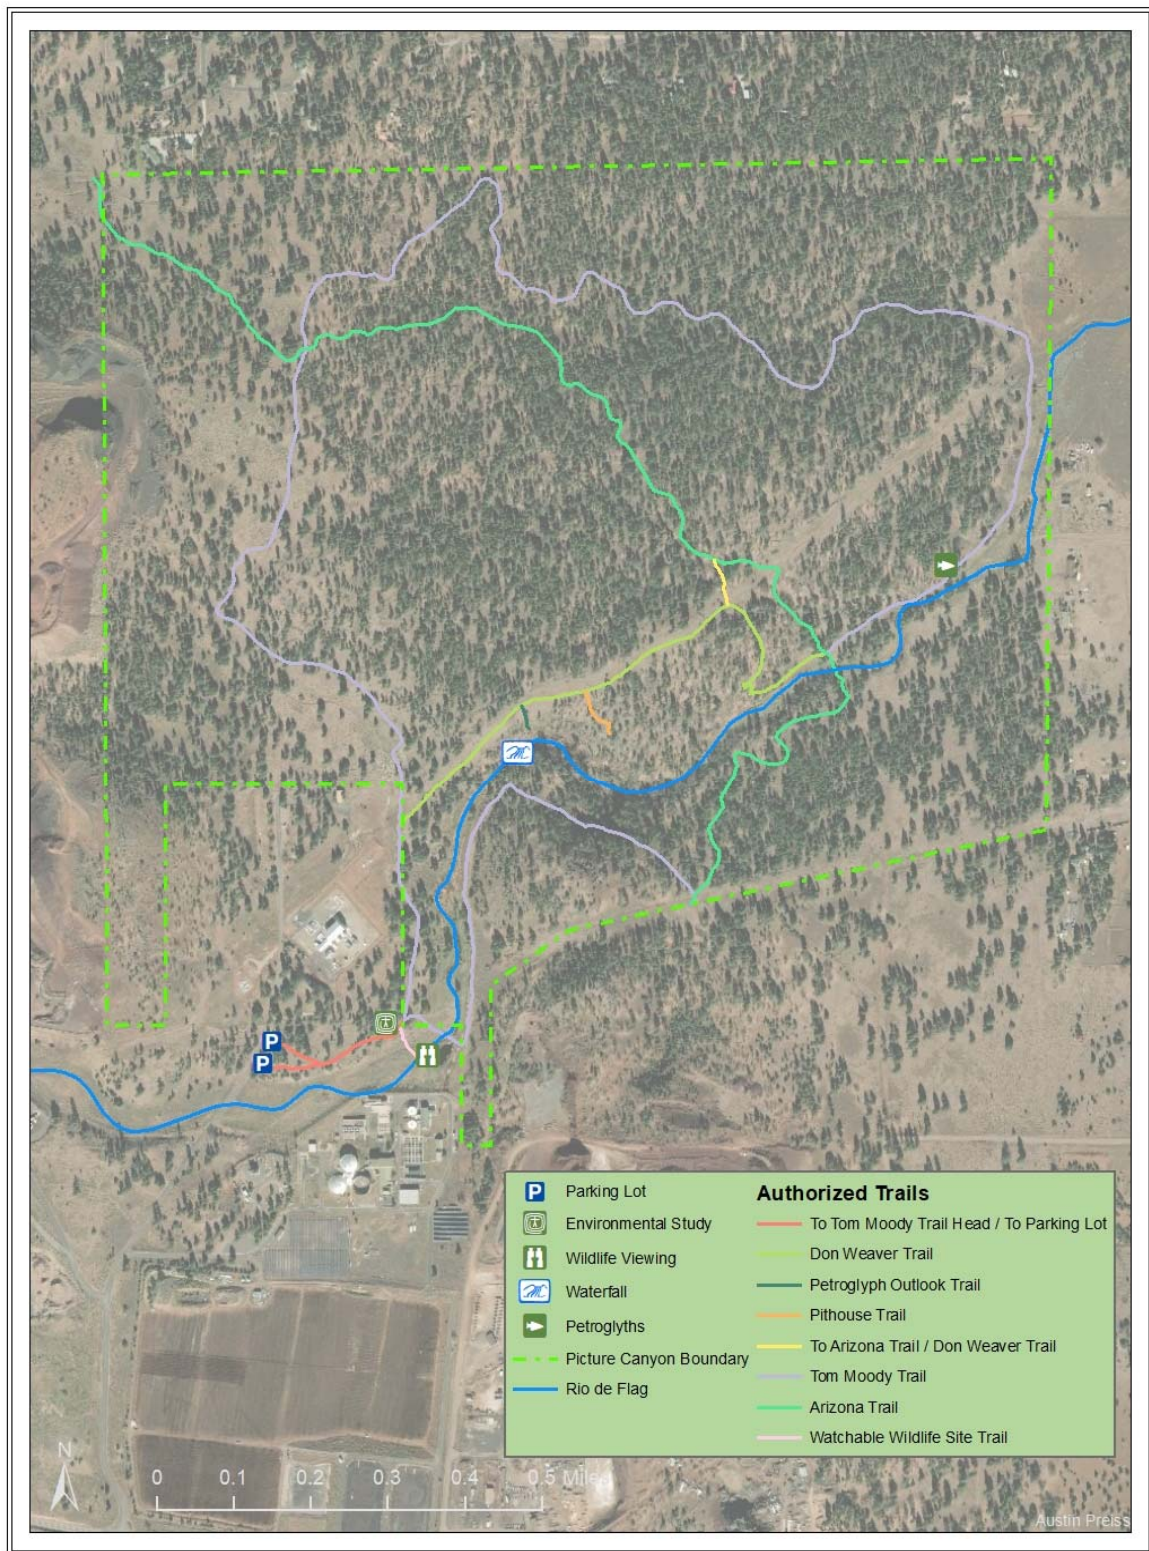 P
P
Parking Lot
Environmental Study
Wildlife Viewing
Waterfall
Petroglyths
Picture Canyon Boundary
Rio de Flag
Authorized Trails
To Tom Moody Trail Head / To Parking Lot
Don Weaver Trail
Petroglyph Outlook Trail
Pithouse Trail
To Arizona Trail / Don Weaver Trail
Tom Moody Trail
Arizona Trail
Watchable Wildlife Site Trail
P
N
0 0.1 0.2 0.3 0.4 0.5 Miles
Austin Preiss